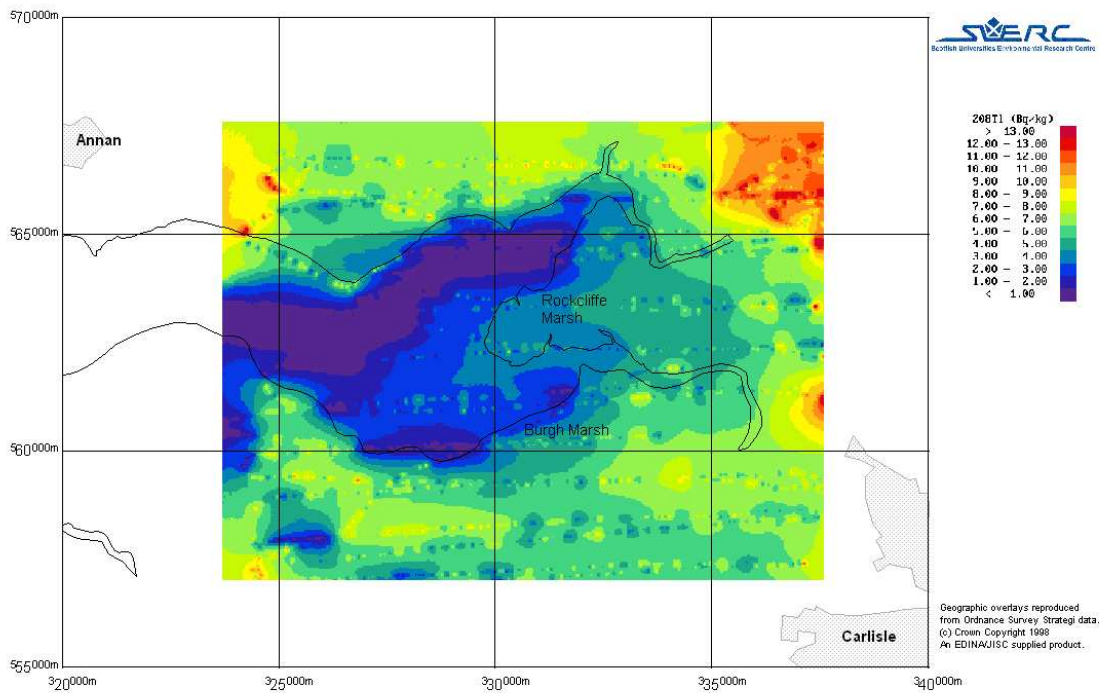 570000m
SUERC
Scottish Universities Environmental Research Centre
Annan
208Tl (Bq/kg)
> 13.00
12.00 – 13.00
11.00 – 12.00
10.00 – 11.00
9.00 – 10.00
8.00 – 9.00
7.00 – 8.00
6.00 – 7.00
5.00 – 6.00
4.00 – 5.00
3.00 – 4.00
2.00 – 3.00
1.00 – 2.00
< 1.00
565000m
Rockcliffe
Marsh
Burgh Marsh
560000m
Geographic overlays reproduced
from Ordnance Survey Strategi data.
(c) Crown Copyright 1998
An EDINA/JISC supplied product.
Carlisle
555000m
320000m
325000m
330000m
335000m
340000m